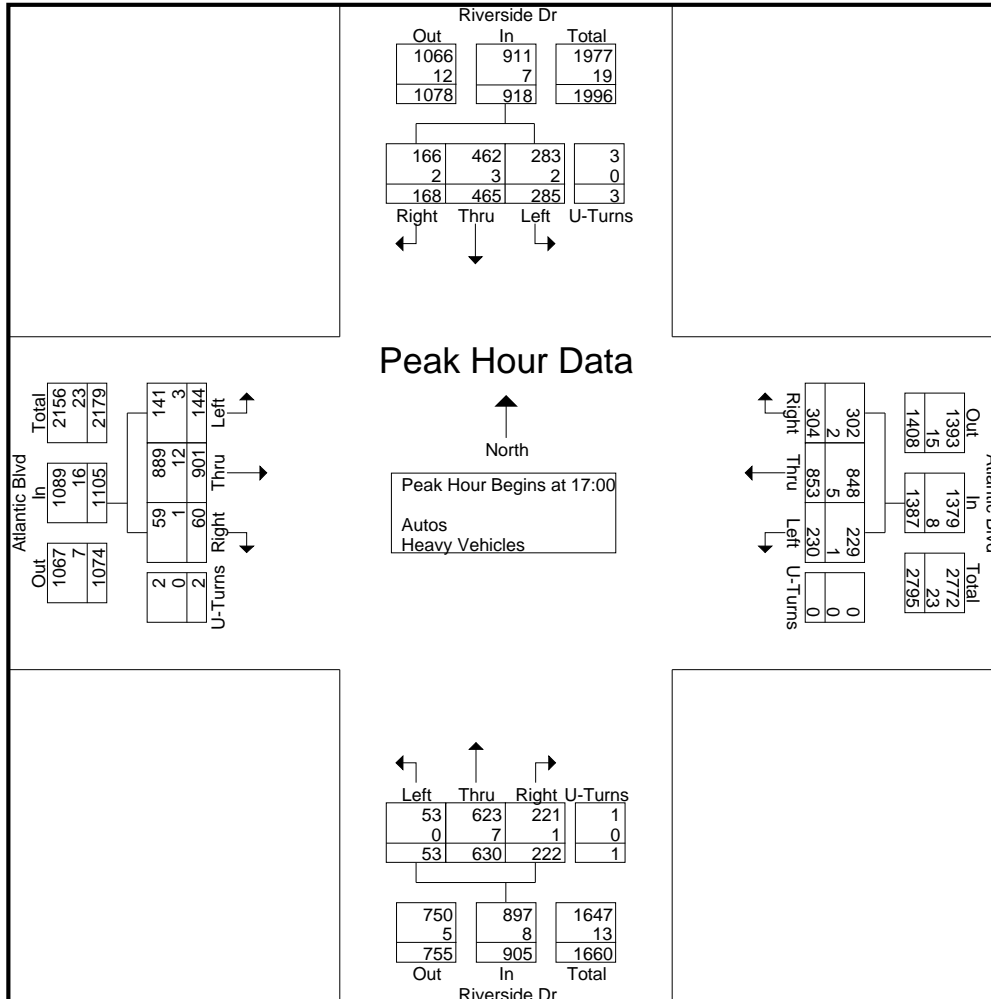 Riverside Dr
Out In Total
1066 911 1977
12 7 19
1078 918 1996
166 462 283 3
2 3 2 0
168 465 285 3
Right Thru Left U-Turns
Peak Hour Data
North
Peak Hour Begins at 17:00
Autos
Heavy Vehicles
Atlantic Blvd
Out In Total
1067 1089 2156
7 16 23
1074 1105 2179
Left Thru Right U-Turns
141 889 59 2
3 12 1 0
144 901 60 2
Atlantic Blvd
Out In Total
1393 1379 2772
15 8 23
1408 1387 2795
302 848 229 0
2 5 1 0
304 853 230 0
Right Thru Left U-Turns
Left Thru Right U-Turns
53 623 221 1
0 7 1 0
53 630 222 1
750 897 1647
5 8 13
755 905 1660
Out In Total
Riverside Dr